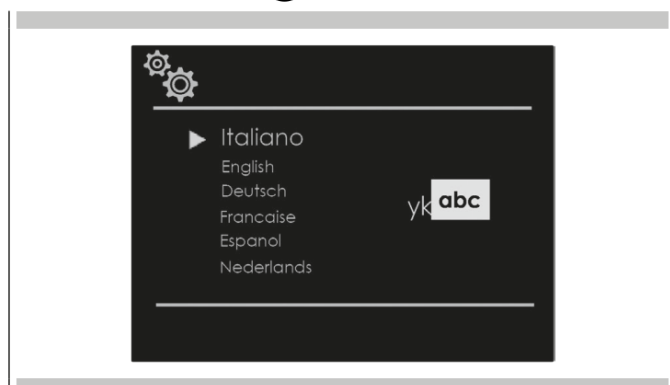 Italiano
English
Deutsch
Francaise
Espanol
Nederlands
yk abc